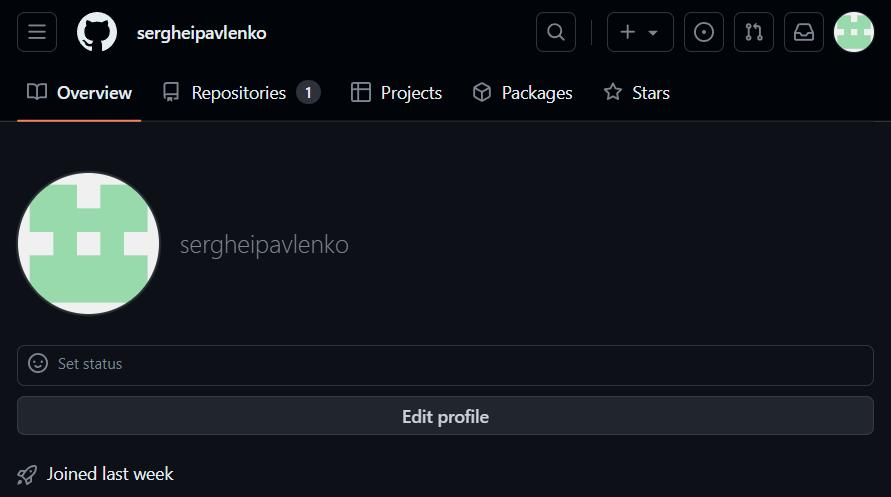 sergheipavlenko
Overview Repositories 1 Projects Packages Stars
sergheipavlenko
Set status
Edit profile
Joined last week